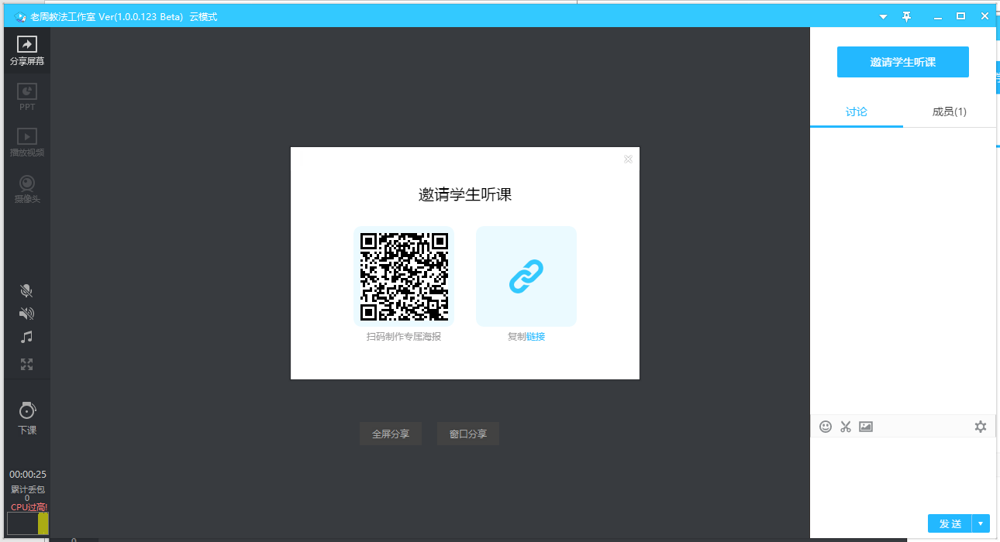 老周教法工作室 Ver(1.0.0.123 Beta) 云模式
分享屏幕
PPT
播放视频
摄像头
下课
00:00:25
累计丢包
0
CPU过高!
邀请学生听课
扫码制作专属海报
复制链接
全屏分享
窗口分享
邀请学生听课
讨论
成员(1)
发送
0